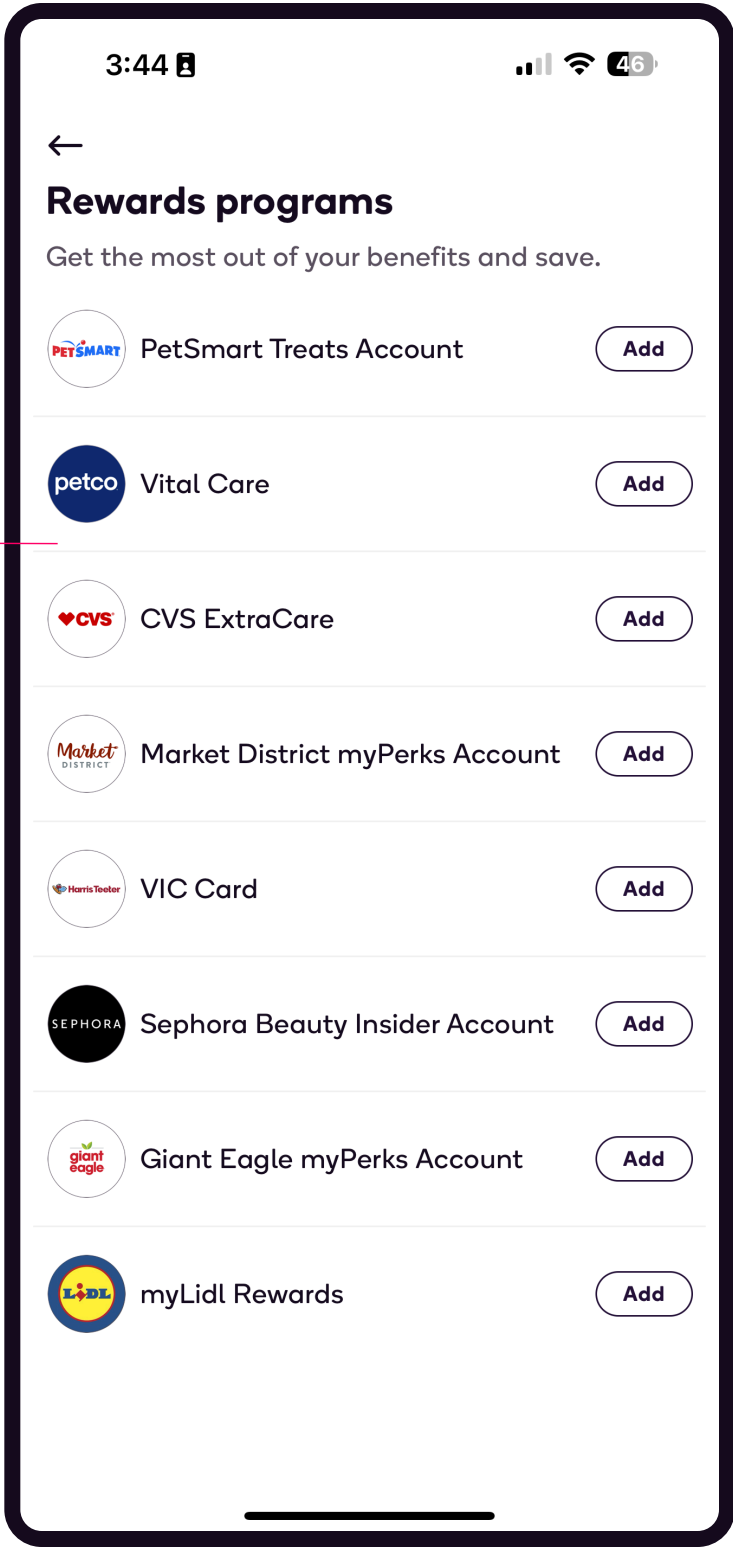 3:44
46
Rewards programs
Get the most out of your benefits and save.
PETSMART
PetSmart Treats Account
Add
petco
Vital Care
Add
CVS®
CVS ExtraCare
Add
Market
DISTRICT
Market District myPerks Account
Add
Harris Teeter
VIC Card
Add
SEPHORA
Sephora Beauty Insider Account
Add
giant
eagle
Giant Eagle myPerks Account
Add
LIDL
myLidl Rewards
Add